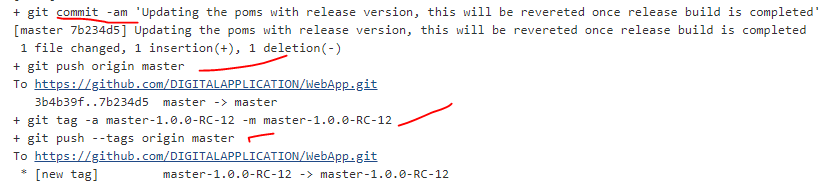 + git commit -am 'Updating the poms with release version, this will be revereted once release build is completed'
[master 7b234d5] Updating the poms with release version, this will be revereted once release build is completed
1 file changed, 1 insertion(+), 1 deletion(-)
+ git push origin master
To https://github.com/DIGITALAPPLICATION/WebApp.git
3b4b39f..7b234d5  master -> master
+ git tag -a master-1.0.0-RC-12 -m master-1.0.0-RC-12
+ git push --tags origin master
To https://github.com/DIGITALAPPLICATION/WebApp.git
* [new tag]         master-1.0.0-RC-12 -> master-1.0.0-RC-12